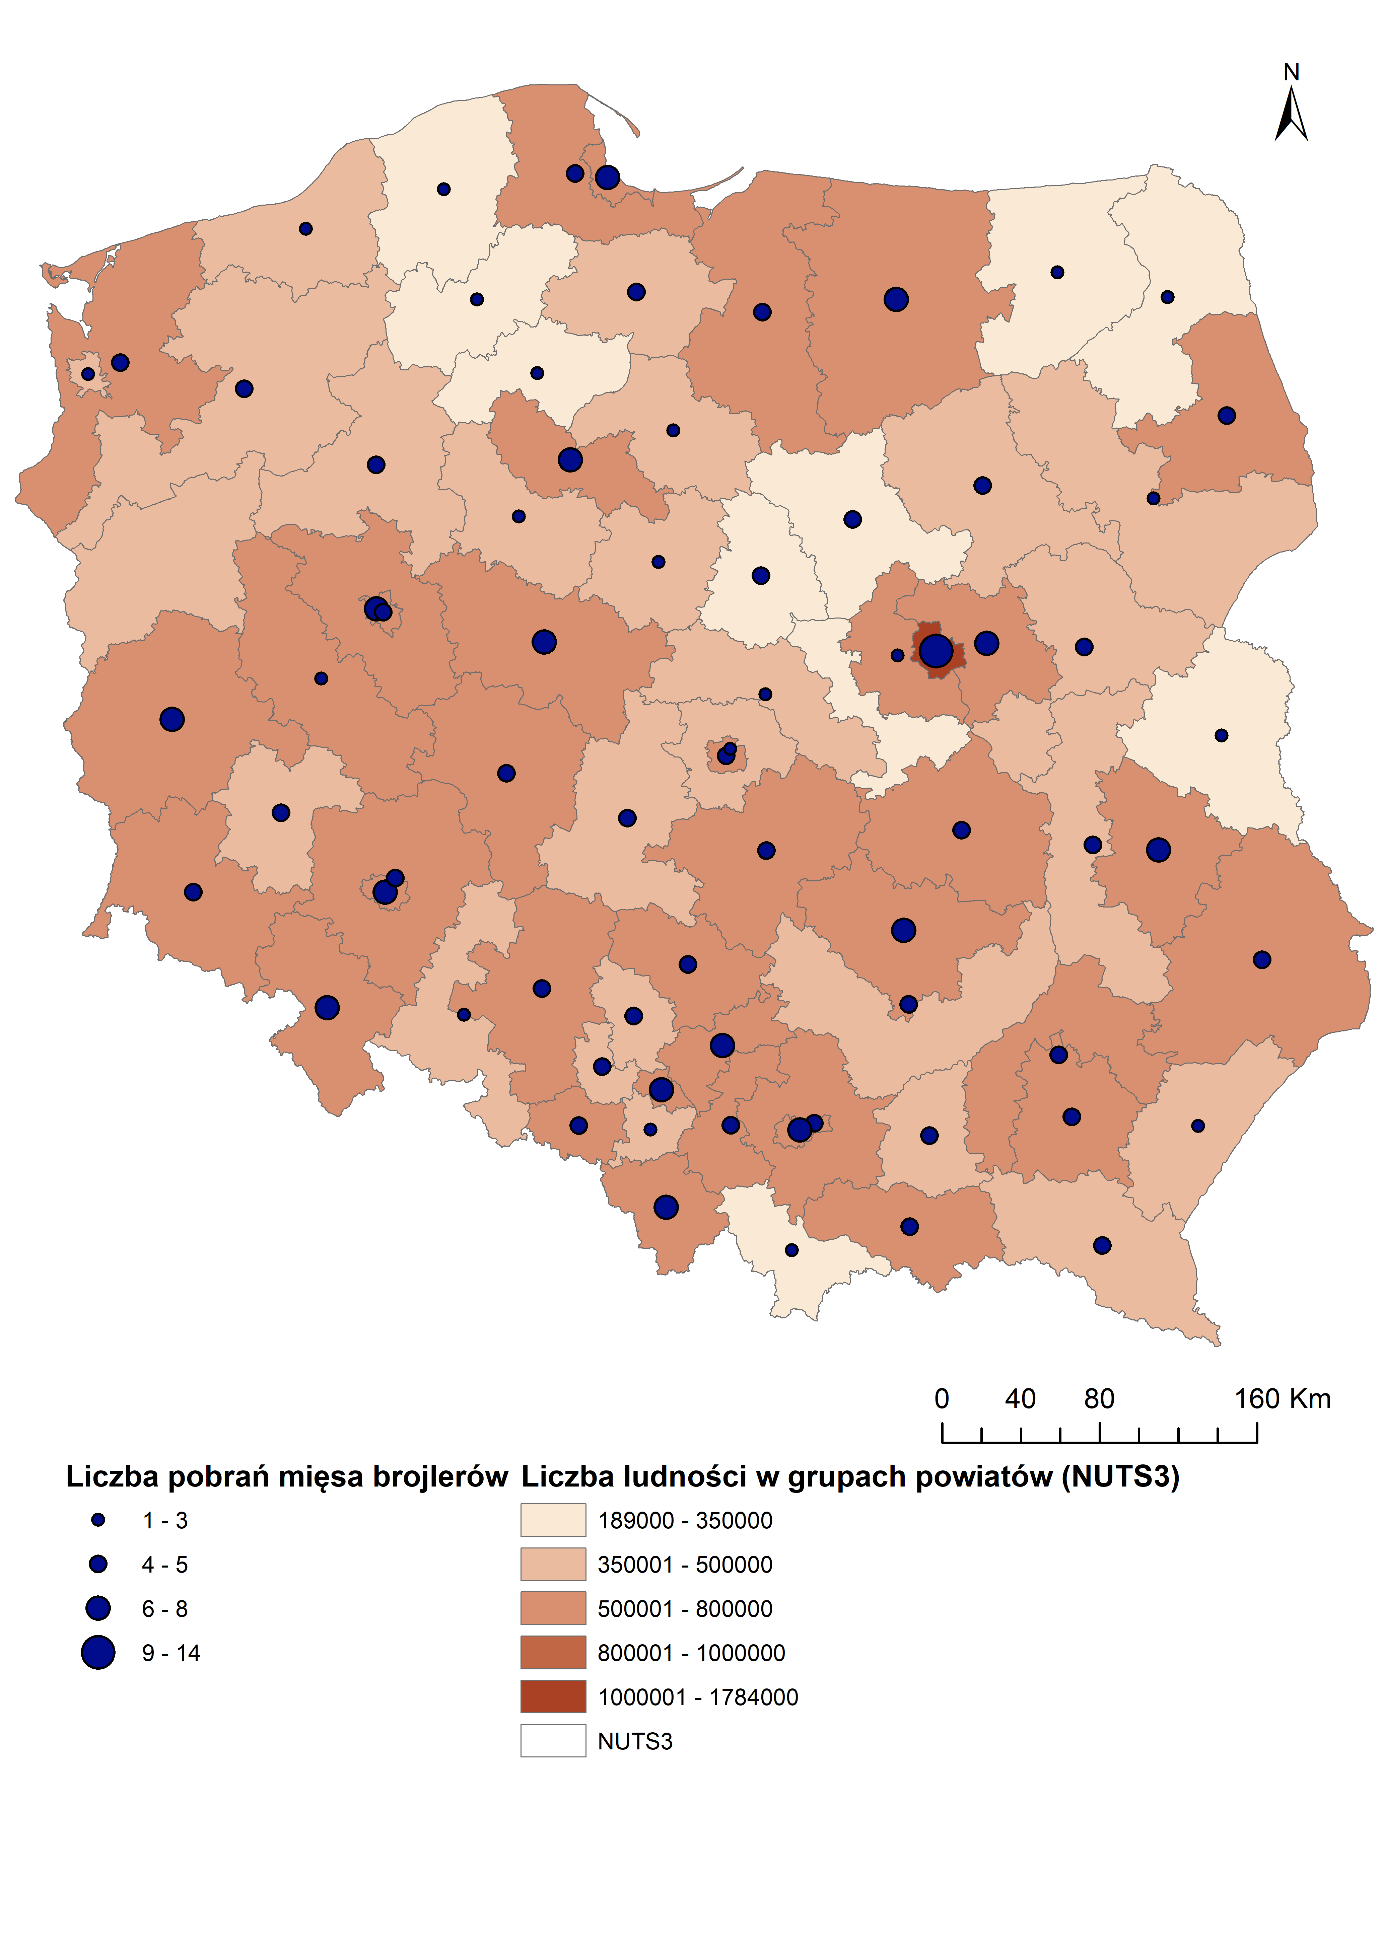 N
0 40 80 160 Km
Liczba pobrań mięsa brojlerów
1 - 3
4 - 5
6 - 8
9 - 14
Liczba ludności w grupach powiatów (NUTS3)
189000 - 350000
350001 - 500000
500001 - 800000
800001 - 1000000
1000001 - 1784000
NUTS3